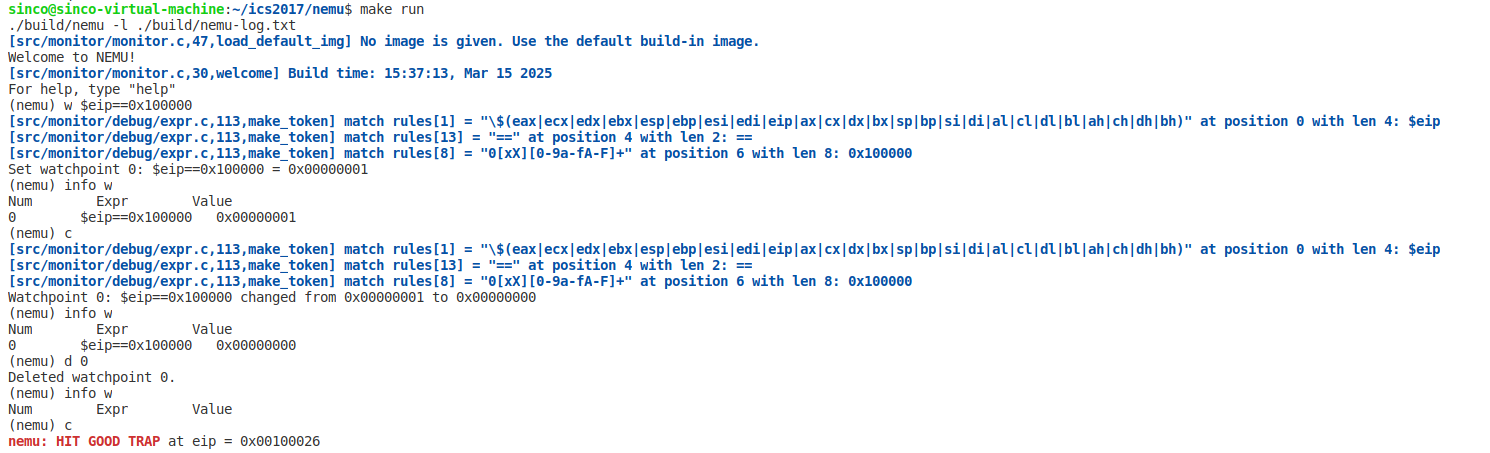 sinco@sinco-virtual-machine:~/ics2017/nemu$ make run
./build/nemu -l ./build/nemu-log.txt
[src/monitor/monitor.c,47,load_default_img] No image is given. Use the default build-in image.
Welcome to NEMU!
[src/monitor/monitor.c,30,welcome] Build time: 15:37:13, Mar 15 2025
For help, type "help"
(nemu) w $eip==0x100000
[src/monitor/debug/expr.c,113,make_token] match rules[1] = "\$(eax|ecx|edx|ebx|esp|ebp|esi|edi|eip|ax|cx|dx|bx|sp|bp|si|di|al|cl|dl|bl|ah|ch|dh|bh)" at position 0 with len 4: $eip
[src/monitor/debug/expr.c,113,make_token] match rules[13] = "==" at position 4 with len 2: ==
[src/monitor/debug/expr.c,113,make_token] match rules[8] = "0[xX][0-9a-fA-F]+" at position 6 with len 8: 0x100000
Set watchpoint 0: $eip==0x100000 = 0x00000001
(nemu) info w
Num        Expr        Value
0        $eip==0x100000   0x00000001
(nemu) c
[src/monitor/debug/expr.c,113,make_token] match rules[1] = "\$(eax|ecx|edx|ebx|esp|ebp|esi|edi|eip|ax|cx|dx|bx|sp|bp|si|di|al|cl|dl|bl|ah|ch|dh|bh)" at position 0 with len 4: $eip
[src/monitor/debug/expr.c,113,make_token] match rules[13] = "==" at position 4 with len 2: ==
[src/monitor/debug/expr.c,113,make_token] match rules[8] = "0[xX][0-9a-fA-F]+" at position 6 with len 8: 0x100000
Watchpoint 0: $eip==0x100000 changed from 0x00000001 to 0x00000000
(nemu) info w
Num        Expr        Value
0        $eip==0x100000   0x00000000
(nemu) d 0
Deleted watchpoint 0.
(nemu) info w
Num        Expr        Value
(nemu) c
nemu: HIT GOOD TRAP at eip = 0x00100026